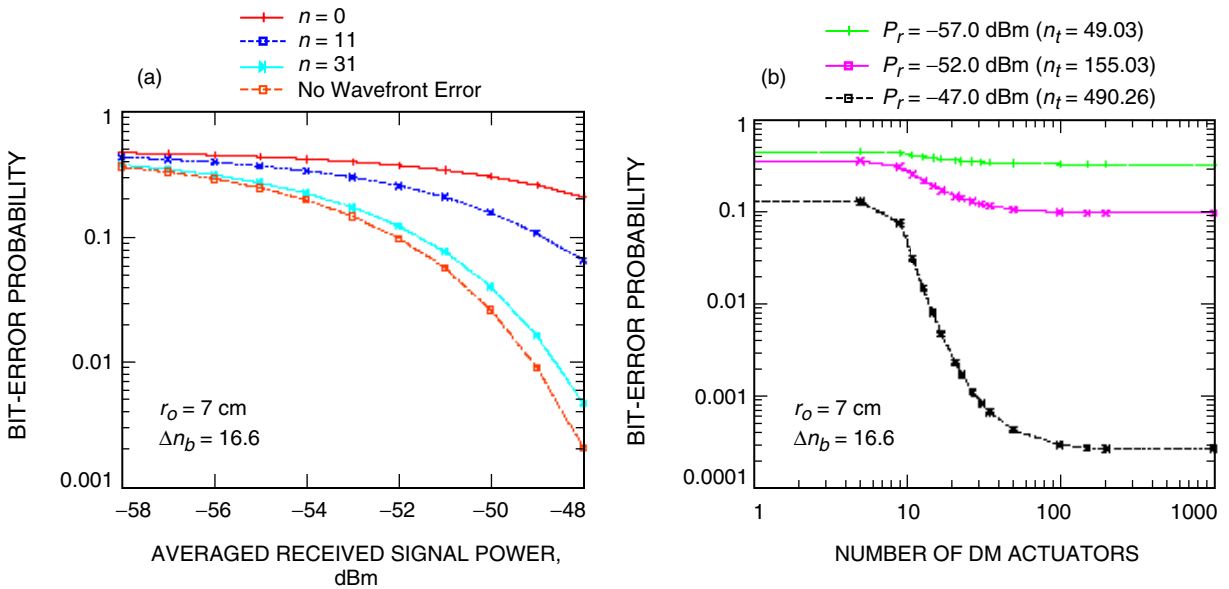 n = 0
n = 11
n = 31
No Wavefront Error
(a)
1
0.1
0.01
0.001
BIT-ERROR PROBABILITY
r_o = 7 cm
Δn_b = 16.6
−58 −56 −54 −52 −50 −48
AVERAGED RECEIVED SIGNAL POWER,
dBm
P_r = −57.0 dBm (n_t = 49.03)
P_r = −52.0 dBm (n_t = 155.03)
P_r = −47.0 dBm (n_t = 490.26)
(b)
1
0.1
0.01
0.001
0.0001
BIT-ERROR PROBABILITY
r_o = 7 cm
Δn_b = 16.6
1 10 100 1000
NUMBER OF DM ACTUATORS